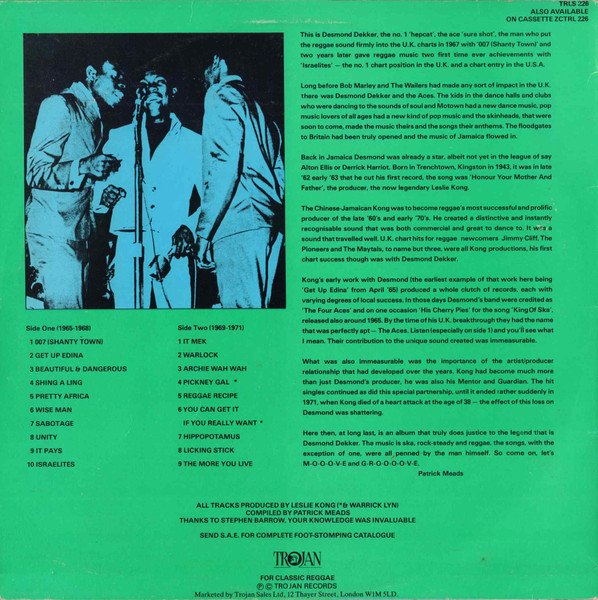 TRLS 226
ALSO AVAILABLE
ON CASSETTE ZCTRL 226
This is Desmond Dekker, the no. 1 'hepcat', the ace 'sure shot', the man who put
the reggae sound firmly into the U.K. charts in 1967 with '007 (Shanty Town)' and
two years later gave reggae music two first time ever achievements with
'Israelites' — the no. 1 chart position in the U.K. and a chart entry in the U.S.A.
Long before Bob Marley and The Wailers had made any sort of impact in the U.K.
there was Desmond Dekker and the Aces. The kids in the dance halls and clubs
who were dancing to the sounds of soul and Motown had a new dance music, pop
music lovers of all ages had a new kind of pop music and the skinheads, that were
soon to come, made the music theirs and the songs their anthems. The floodgates
to Britain had been truly opened and the music of Jamaica flowed in.
Back in Jamaica Desmond was already a star, albeit not yet in the league of say
Alton Ellis or Derrick Harriot. Born in Trenchtown, Kingston in 1943, it was in late
'62 early '63 that he cut his first record, the song was 'Honour Your Mother And
Father', the producer, the now legendary Leslie Kong.
The Chinese-Jamaican Kong was to become reggae's most successful and prolific
producer of the late '60's and early '70's. He created a distinctive and instantly
recognisable sound that was both commercial and great to dance to. It was a
sound that travelled well. U.K. chart hits for reggae newcomers Jimmy Cliff, The
Pioneers and The Maytals, to name but three, were all Kong productions, his first
chart success though was with Desmond Dekker.
Kong's early work with Desmond (the earliest example of that work here being
'Get Up Edina' from April '65) produced a whole clutch of records, each with
varying degrees of local success. In those days Desmond's band were credited as
'The Four Aces' and on one occasion 'His Cherry Pies' for the song 'King Of Ska',
released also around 1965. By the time of his U.K. breakthrough they had the name
that was perfectly apt — The Aces. Listen (especially on side 1) and you'll see what
I mean. Their contribution to the unique sound created was immeasurable.
What was also immeasurable was the importance of the artist/producer
relationship that had developed over the years. Kong had become much more
than just Desmond's producer, he was also his Mentor and Guardian. The hit
singles continued as did this special partnership, until it ended rather suddenly in
1971, when Kong died of a heart attack at the age of 38 — the effect of this loss on
Desmond was shattering.
Here then, at long last, is an album that truly does justice to the legend that is
Desmond Dekker. The music is ska, rock-steady and reggae, the songs, with the
exception of one, were all penned by the man himself. So come on, let's
M-O-O-O-V-E and G-R-O-O-O-V-E.
Patrick Meads
Side One (1965-1968)
1 007 (SHANTY TOWN)
2 GET UP EDINA
3 BEAUTIFUL & DANGEROUS
4 SHING A LING
5 PRETTY AFRICA
6 WISE MAN
7 SABOTAGE
8 UNITY
9 IT PAYS
10 ISRAELITES
Side Two (1969-1971)
1 IT MEK
2 WARLOCK
3 ARCHIE WAH WAH
4 PICKNEY GAL *
5 REGGAE RECIPE
6 YOU CAN GET IT
IF YOU REALLY WANT *
7 HIPPOPOTAMUS
8 LICKING STICK
9 THE MORE YOU LIVE
ALL TRACKS PRODUCED BY LESLIE KONG (*& WARRICK LYN)
COMPILED BY PATRICK MEADS
THANKS TO STEPHEN BARROW. YOUR KNOWLEDGE WAS INVALUABLE
SEND S.A.E. FOR COMPLETE FOOT-STOMPING CATALOGUE
TROJAN
FOR CLASSIC REGGAE
℗ © TROJAN RECORDS
Marketed by Trojan Sales Ltd, 12 Thayer Street, London W1M 5LD.